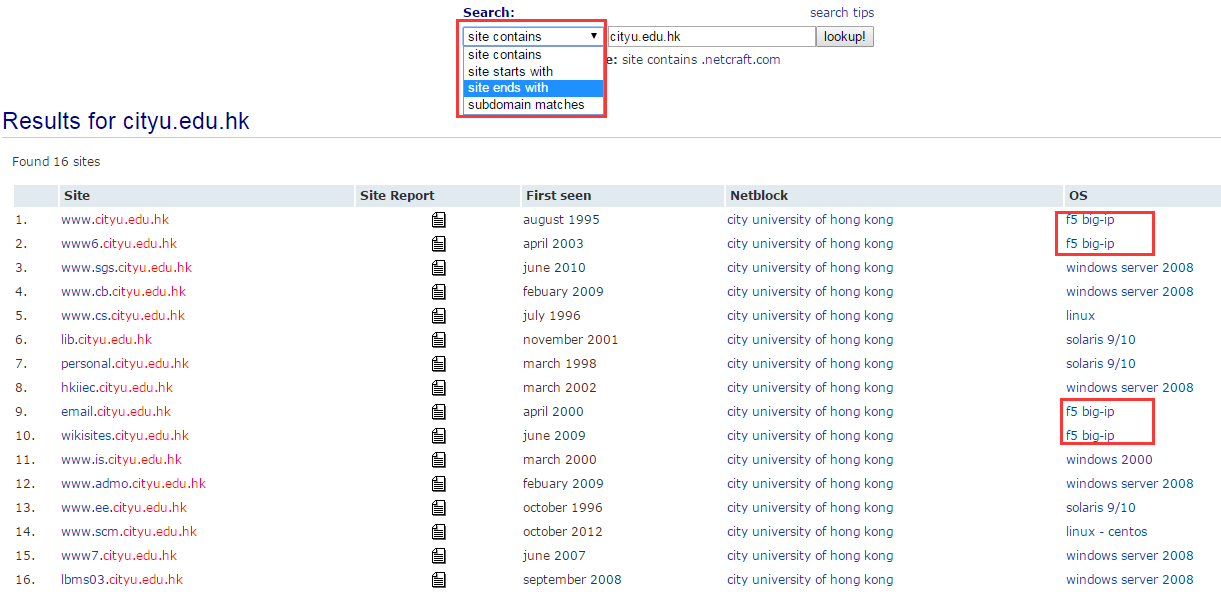 Search: search tips
site contains ▼ cityu.edu.hk lookup!
site contains e: site contains .netcraft.com
site starts with
site ends with
subdomain matches
Results for cityu.edu.hk
Found 16 sites
Site Site Report First seen Netblock OS
1. www.cityu.edu.hk august 1995 city university of hong kong f5 big-ip
2. www6.cityu.edu.hk april 2003 city university of hong kong f5 big-ip
3. www.sgs.cityu.edu.hk june 2010 city university of hong kong windows server 2008
4. www.cb.cityu.edu.hk febuary 2009 city university of hong kong windows server 2008
5. www.cs.cityu.edu.hk july 1996 city university of hong kong linux
6. lib.cityu.edu.hk november 2001 city university of hong kong solaris 9/10
7. personal.cityu.edu.hk march 1998 city university of hong kong solaris 9/10
8. hkiiec.cityu.edu.hk march 2002 city university of hong kong windows server 2008
9. email.cityu.edu.hk april 2000 city university of hong kong f5 big-ip
10. wikisites.cityu.edu.hk june 2009 city university of hong kong f5 big-ip
11. www.is.cityu.edu.hk march 2000 city university of hong kong windows 2000
12. www.admo.cityu.edu.hk febuary 2009 city university of hong kong windows server 2008
13. www.ee.cityu.edu.hk october 1996 city university of hong kong solaris 9/10
14. www.scm.cityu.edu.hk october 2012 city university of hong kong linux - centos
15. www7.cityu.edu.hk june 2007 city university of hong kong windows server 2008
16. lbms03.cityu.edu.hk september 2008 city university of hong kong windows server 2008